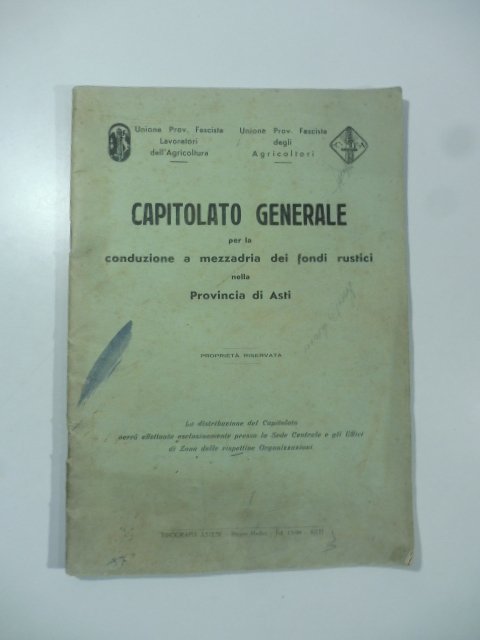 Unione Prov. Fascista
Lavoratori
dell'Agricoltura
Unione Prov. Fascista
degli
Agricoltori
CAPITOLATO GENERALE
per la
conduzione a mezzadria dei fondi rustici
nella
Provincia di Asti
PROPRIETÀ RISERVATA
La distribuzione del Capitolato
verrà effettuata esclusivamente presso la Sede Centrale e gli Uffici
di Zona delle rispettive Organizzazioni